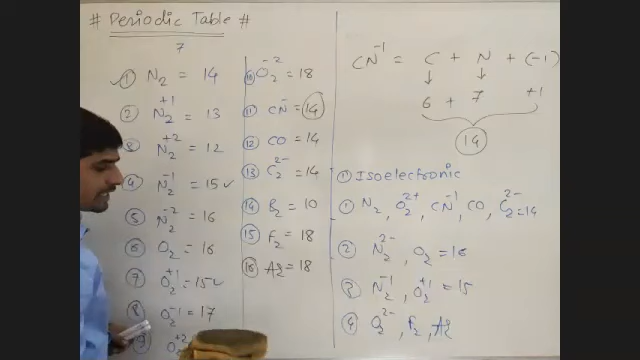 # Periodic Table #
7
① N₂ = 14
② N₂⁺¹ = 13
③ N₂⁺² = 12
④ N₂⁻¹ = 15 ✓
⑤ N₂⁻² = 16
⑥ O₂ = 16
⑦ O₂⁺¹ = 15 ✓
⑧ O₂⁻¹ = 17
⑨ O₂⁺²
⑩ O₂⁻² = 18
⑪ CN⁻ = 14
⑫ CO = 14
⑬ C₂²⁻ = 14
⑭ B₂ = 10
⑮ F₂ = 18
⑯ Ar = 18
CN⁻¹ = C + N + (-1)
↓ ↓
6 + 7 +1
14
Isoelectronic
① N₂, O₂²⁺, CN⁻¹, CO, C₂²⁻ = 14
② N₂²⁻, O₂ = 16
③ N₂⁻¹, O₂⁺¹ = 15
④ O₂²⁻, F₂, Ar